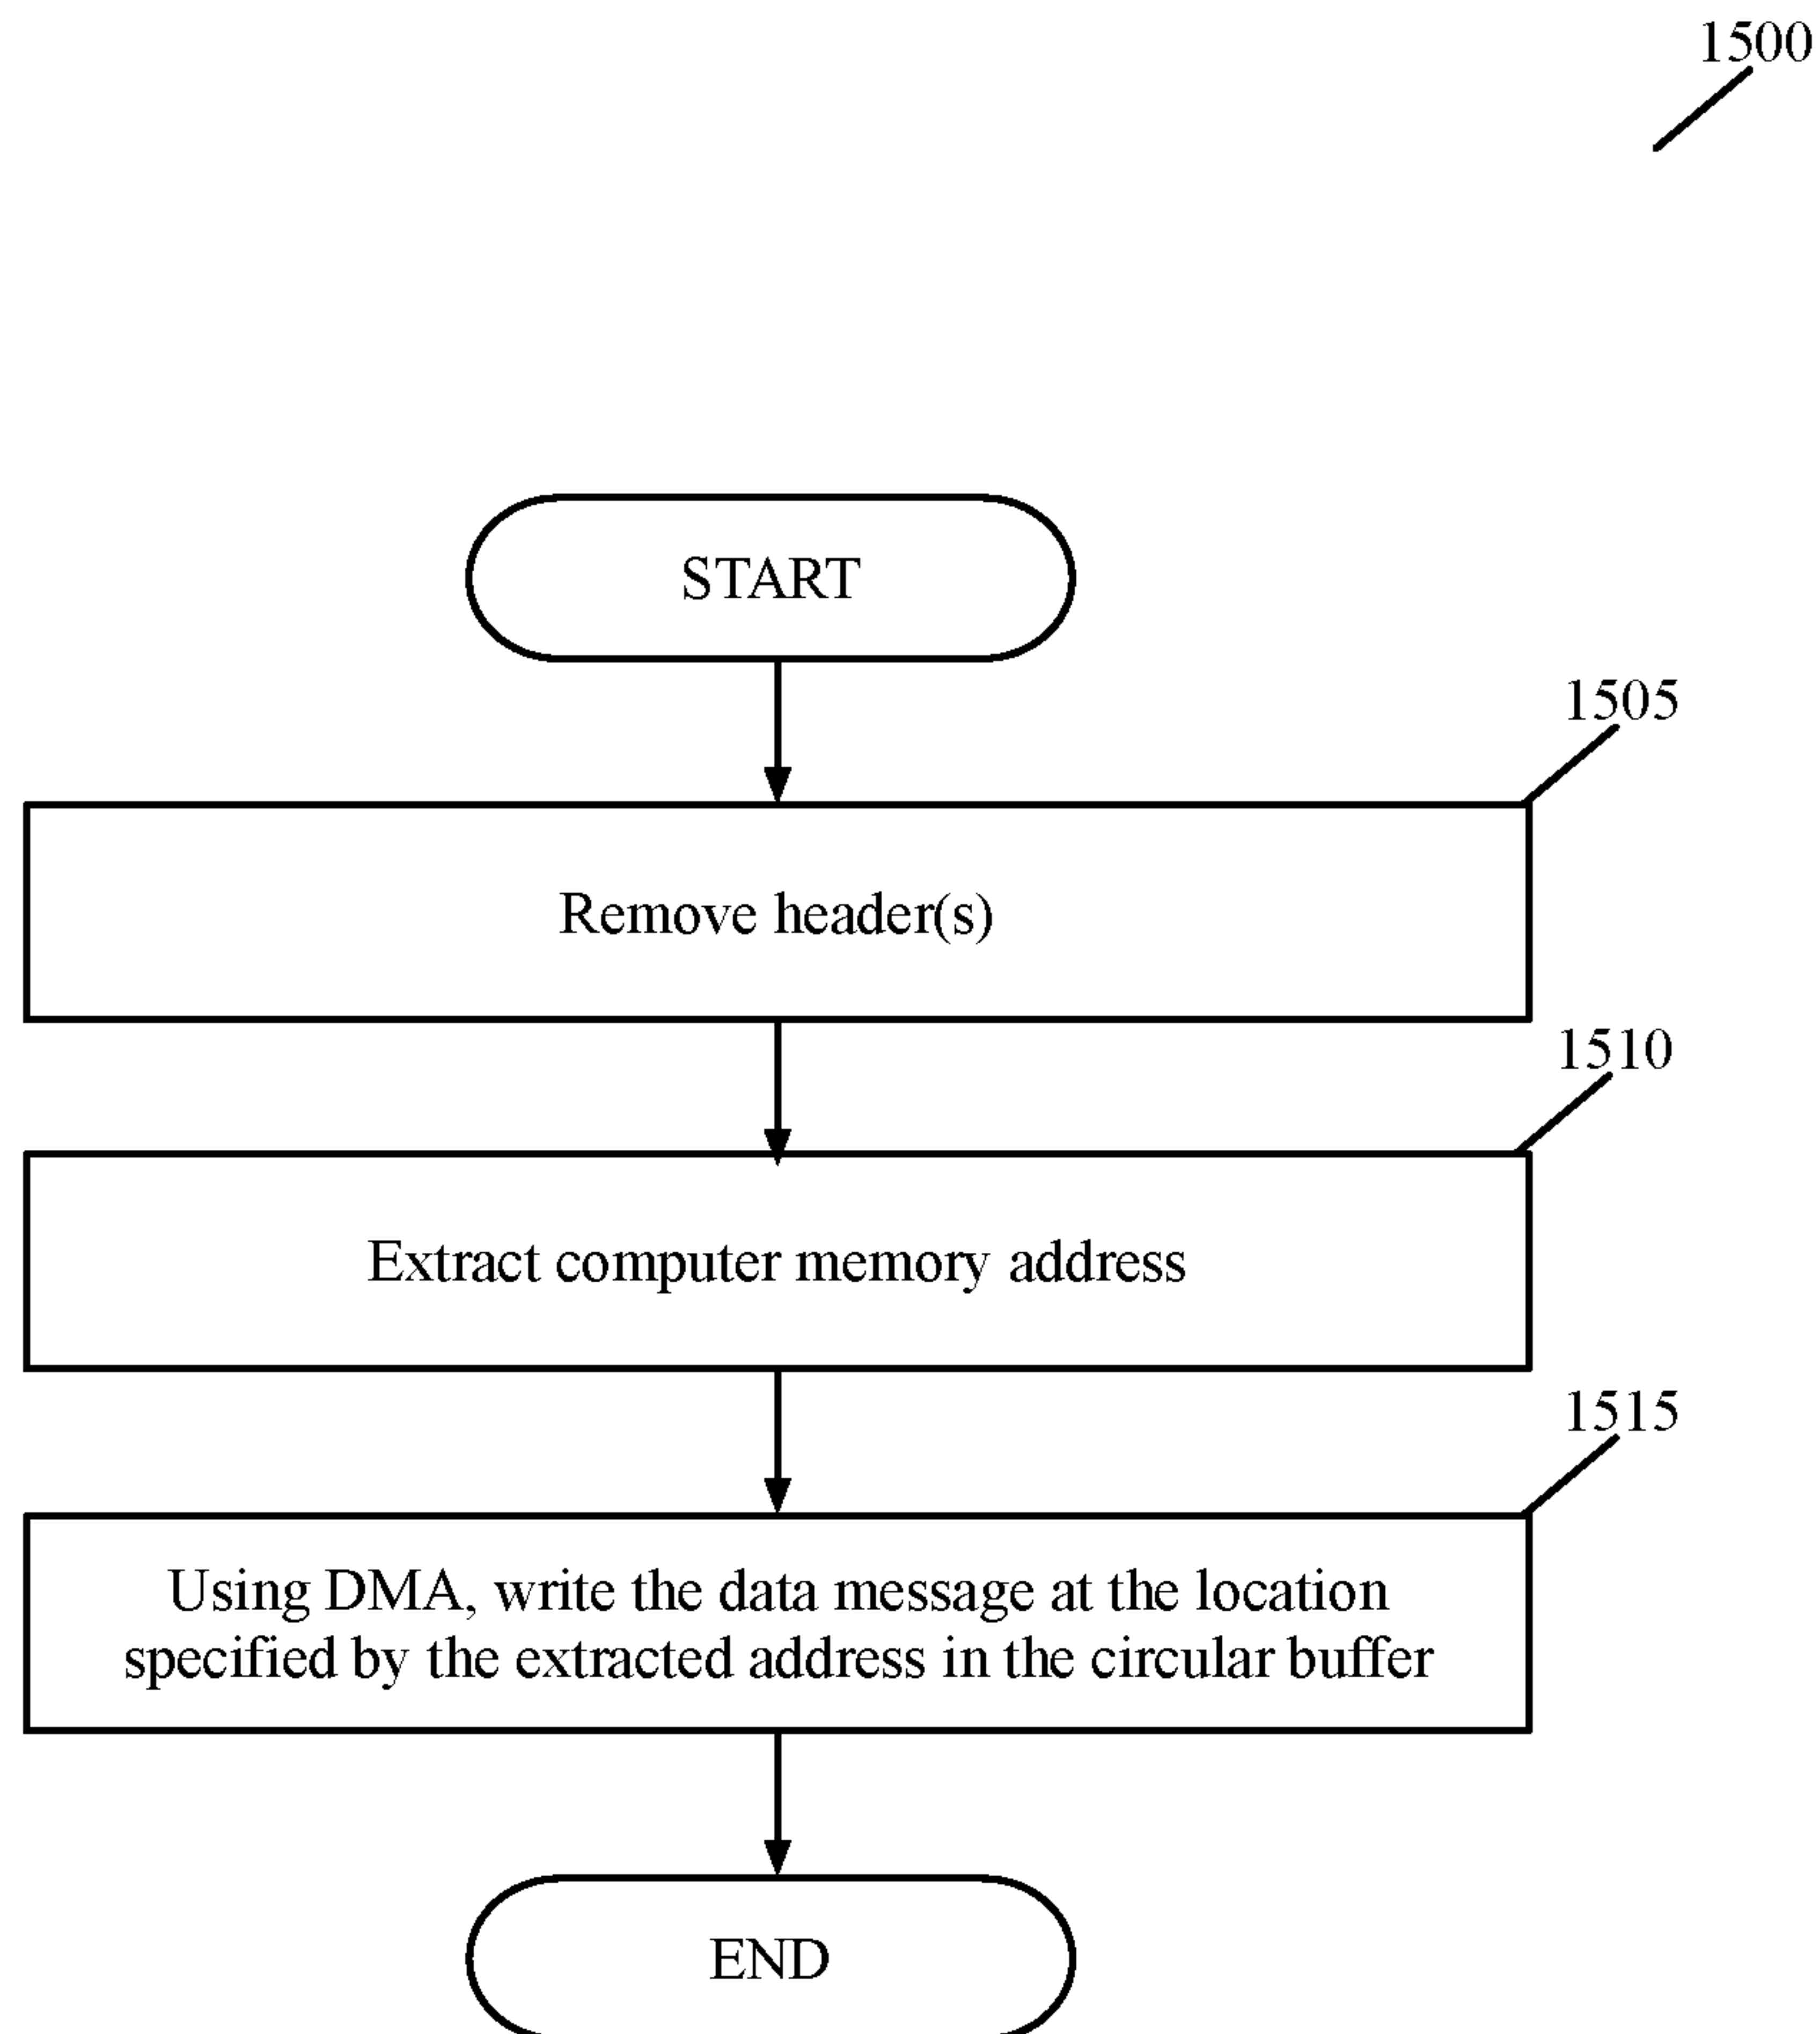 1500
START
1505
Remove header(s)
1510
Extract computer memory address
1515
Using DMA, write the data message at the location
specified by the extracted address in the circular buffer
END